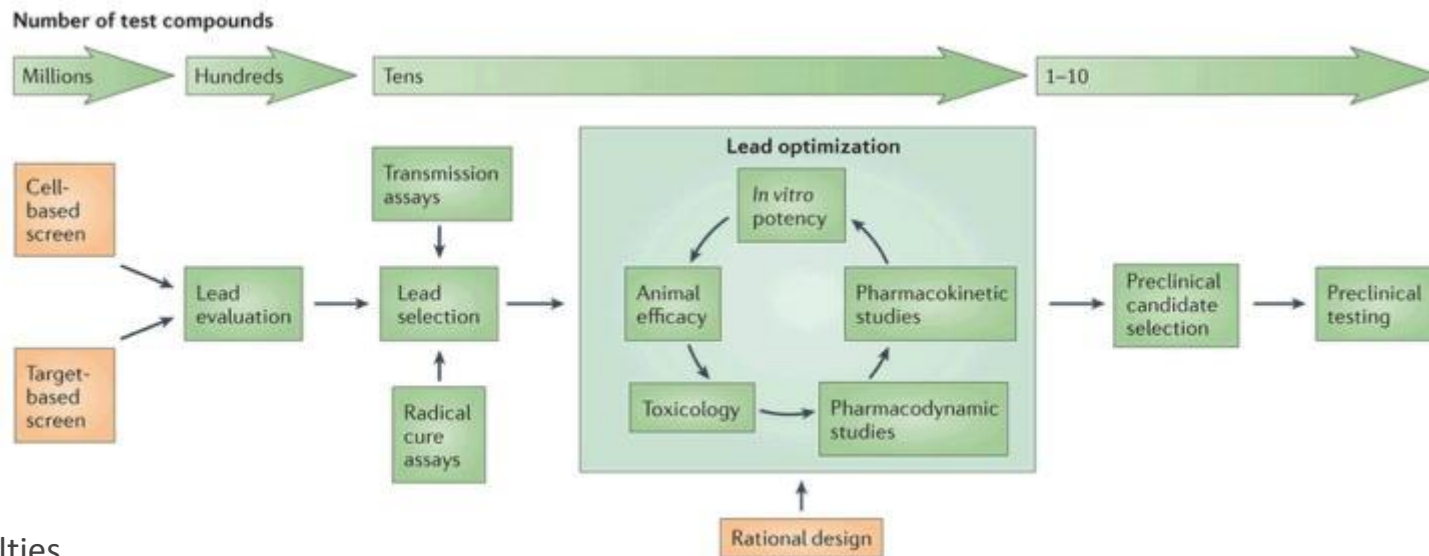 Number of test compounds
Millions
Hundreds
Tens
1–10
Cell-
based
screen
Target-
based
screen
Lead
evaluation
Transmission
assays
Lead
selection
Radical
cure
assays
Lead optimization
In vitro
potency
Animal
efficacy
Toxicology
Pharmacodynamic
studies
Pharmacokinetic
studies
Rational design
Preclinical
candidate
selection
Preclinical
testing